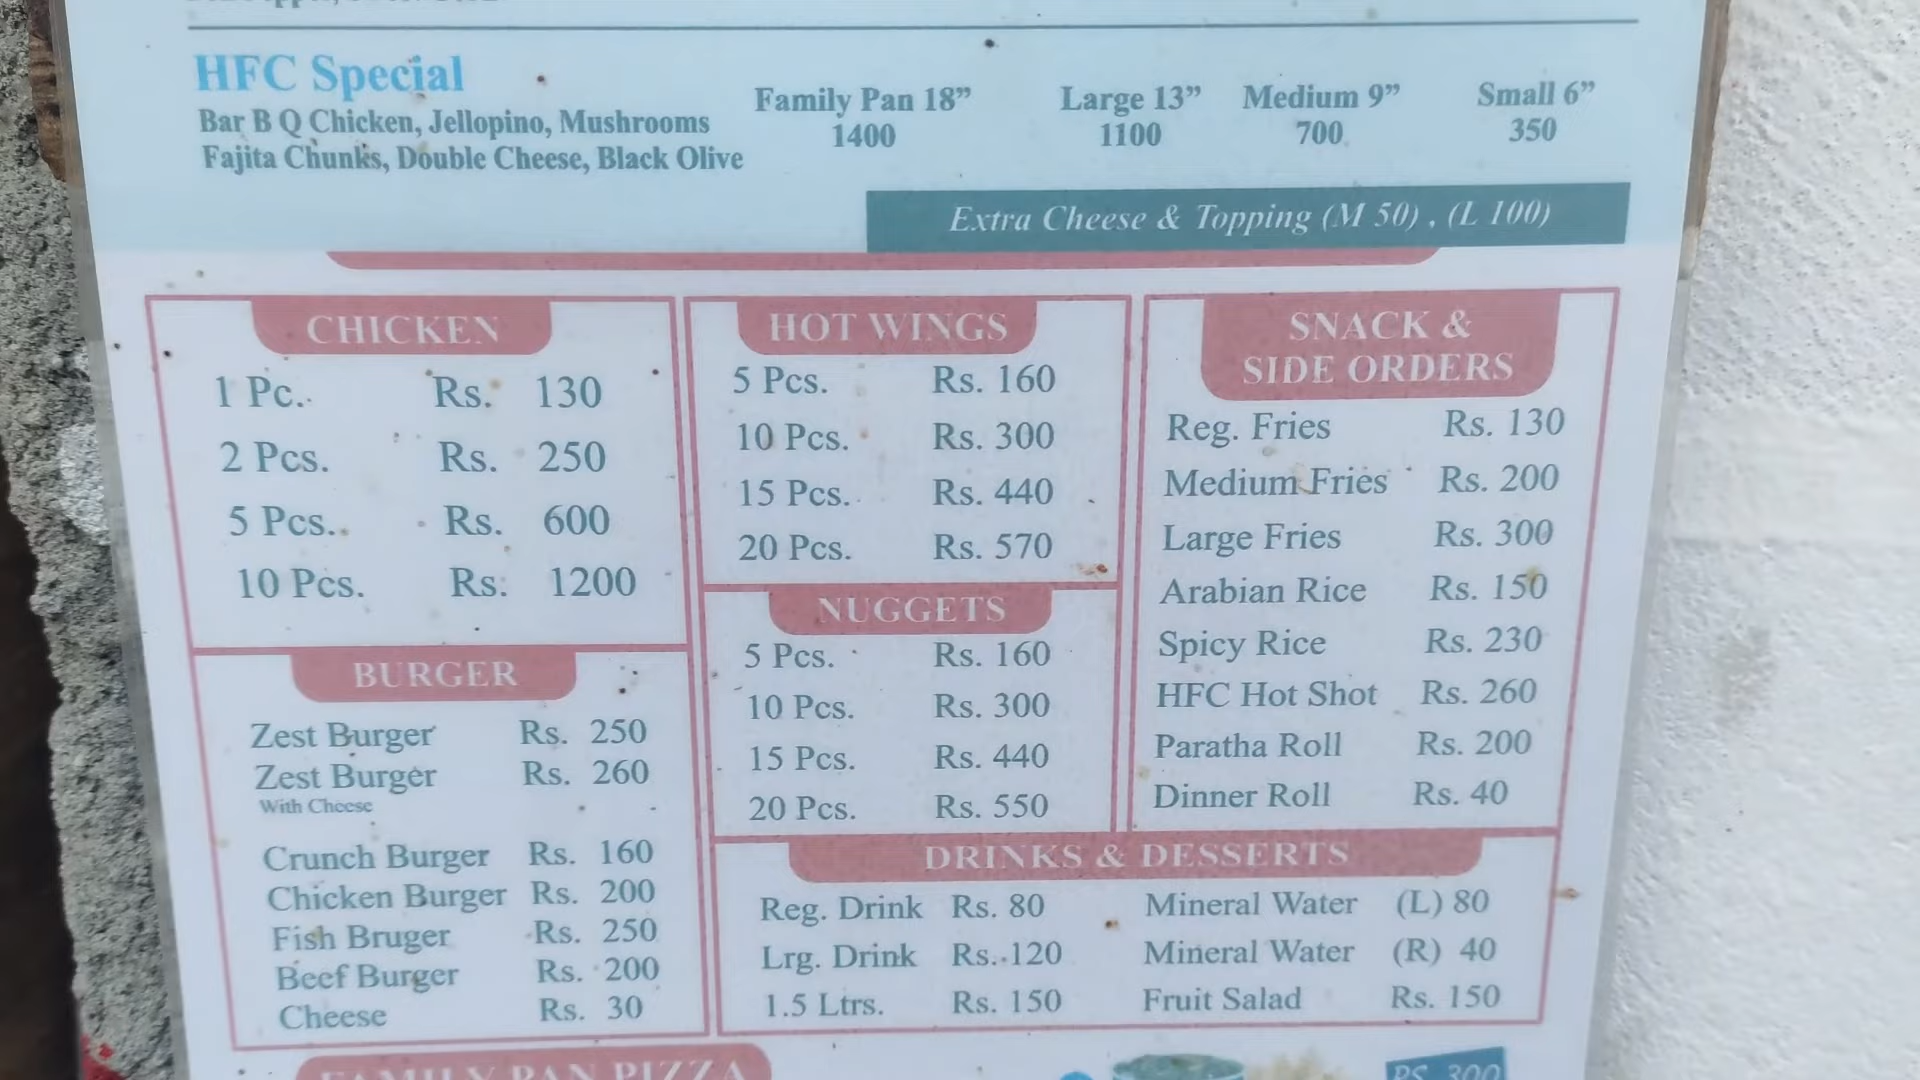 HFC Special
Bar B Q Chicken, Jellopino, Mushrooms
Fajita Chunks, Double Cheese, Black Olive
Family Pan 18” Large 13” Medium 9” Small 6”
1400 1100 700 350
Extra Cheese & Topping (M 50) , (L 100)
CHICKEN
1 Pc. Rs. 130
2 Pcs. Rs. 250
5 Pcs. Rs. 600
10 Pcs. Rs. 1200
BURGER
Zest Burger Rs. 250
Zest Burger Rs. 260
With Cheese
Crunch Burger Rs. 160
Chicken Burger Rs. 200
Fish Bruger Rs. 250
Beef Burger Rs. 200
Cheese Rs. 30
HOT WINGS
5 Pcs. Rs. 160
10 Pcs. Rs. 300
15 Pcs. Rs. 440
20 Pcs. Rs. 570
NUGGETS
5 Pcs. Rs. 160
10 Pcs. Rs. 300
15 Pcs. Rs. 440
20 Pcs. Rs. 550
SNACK &
SIDE ORDERS
Reg. Fries Rs. 130
Medium Fries Rs. 200
Large Fries Rs. 300
Arabian Rice Rs. 150
Spicy Rice Rs. 230
HFC Hot Shot Rs. 260
Paratha Roll Rs. 200
Dinner Roll Rs. 40
DRINKS & DESSERTS
Reg. Drink Rs. 80
Lrg. Drink Rs. 120
1.5 Ltrs. Rs. 150
Mineral Water (L) 80
Mineral Water (R) 40
Fruit Salad Rs. 150
FAMILY PAN PIZZA
RS. 300